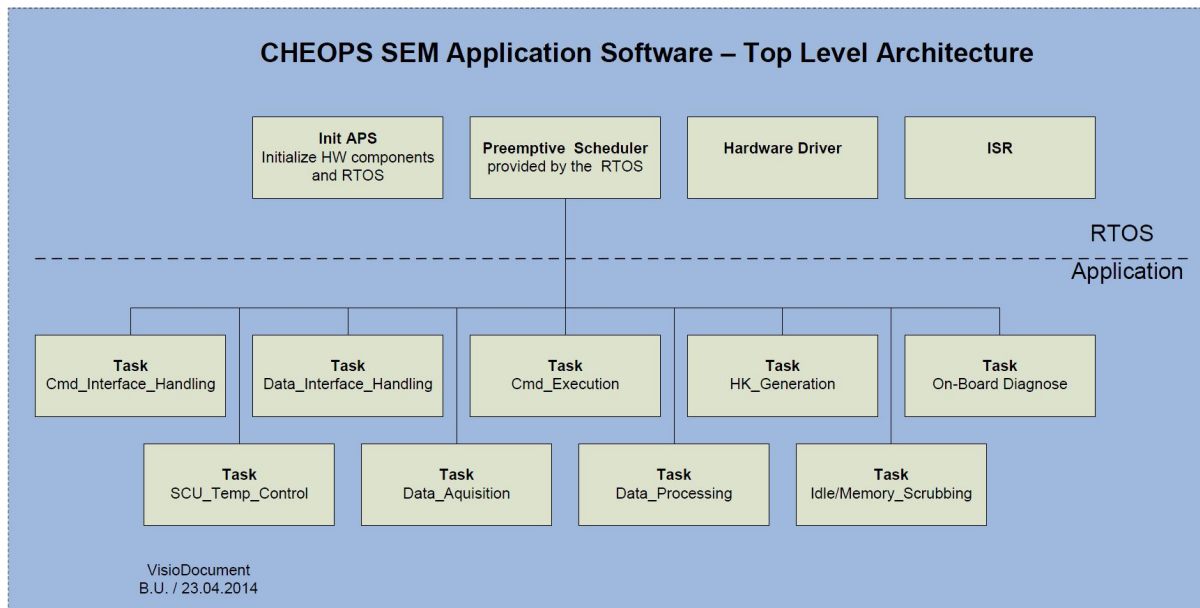 CHEOPS SEM Application Software – Top Level Architecture
Init APS
Initialize HW components
and RTOS
Preemptive Scheduler
provided by the RTOS
Hardware Driver
ISR
RTOS
Application
Task
Cmd_Interface_Handling
Task
Data_Interface_Handling
Task
Cmd_Execution
Task
HK_Generation
Task
On-Board Diagnose
Task
SCU_Temp_Control
Task
Data_Aquisition
Task
Data_Processing
Task
Idle/Memory_Scrubbing
VisioDocument
B.U. / 23.04.2014